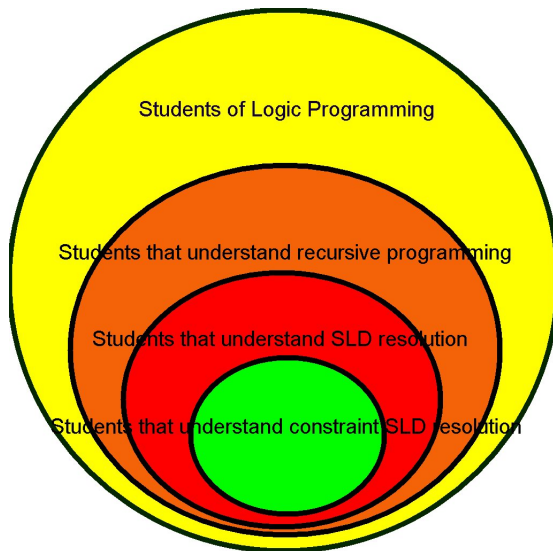 Students of Logic Programming
Students that understand recursive programming
Students that understand SLD resolution
Students that understand constraint SLD resolution